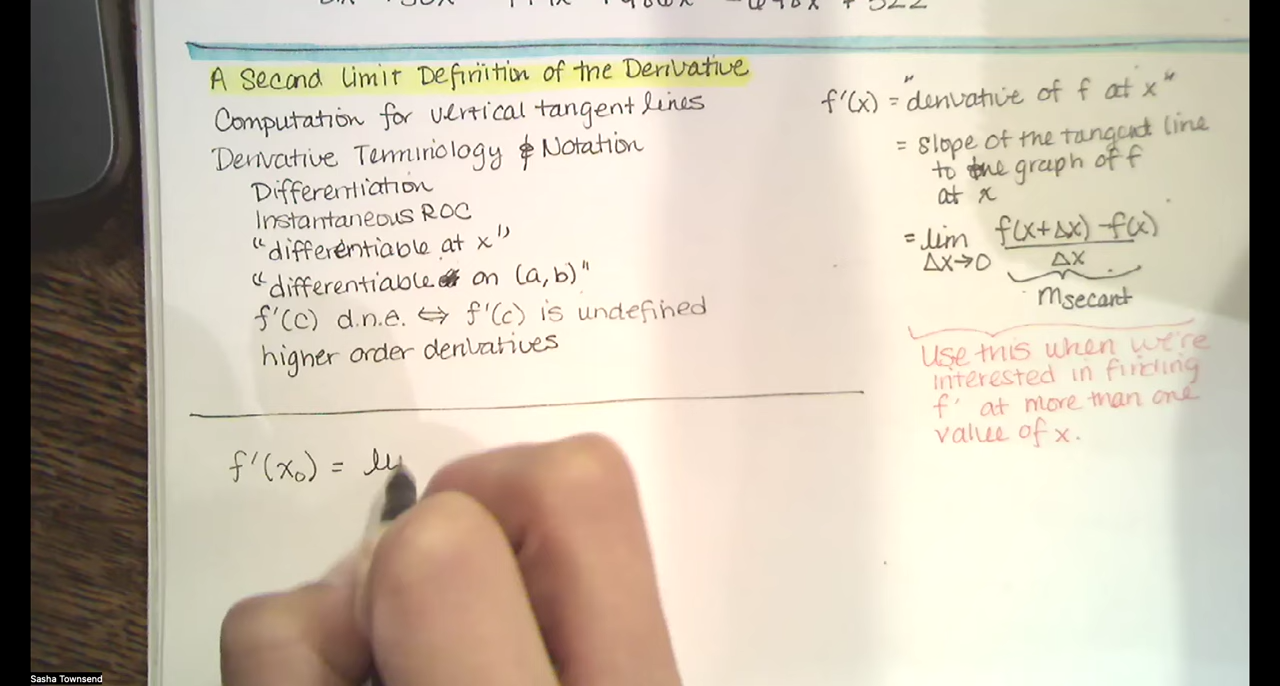 A Second Limit Definition of the Derivative
Computation for vertical tangent lines
Derivative Terminology & Notation
Differentiation
Instantaneous ROC
"differentiable at x"
"differentiable on (a,b)"
f'(c) d.n.e. ⇔ f'(c) is undefined
higher order derivatives
f'(x) = "derivative of f at x"
= slope of the tangent line
to the graph of f
at x
= lim f(x+Δx) - f(x)
Δx→0 Δx
msecant
Use this when we're
interested in finding
f' at more than one
value of x.
f'(x₀) =
Sasha Townsend